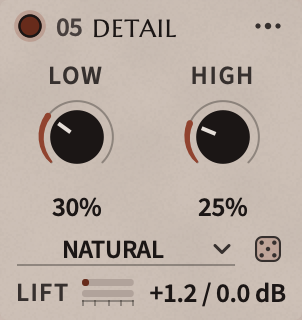 05 DETAIL
LOW HIGH
30% 25%
NATURAL
LIFT +1.2 / 0.0 dB